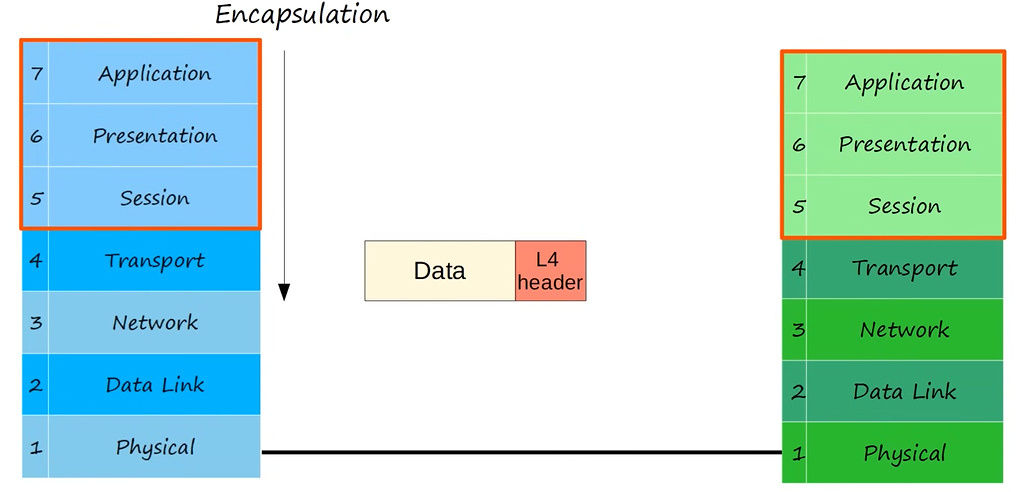 Encapsulation
7 Application
6 Presentation
5 Session
4 Transport
3 Network
2 Data Link
1 Physical
Data
L4
header
7 Application
6 Presentation
5 Session
4 Transport
3 Network
2 Data Link
1 Physical